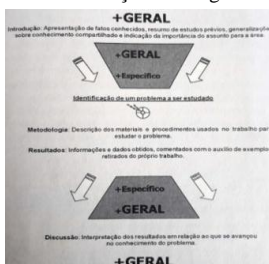 +GERAL
Introdução: Apresentação de fatos conhecidos, resumo de estudos prévios, generalizaçõe
sobre conhecimento compartilhado e indicação da importância do assunto para a área.
+GERAL
+Específico
Identificação de um problema a ser estudado
Metodologia: Descrição dos materiais e procedimentos usados no trabalho par
estudar o problema.
Resultados: Informações e dados obtidos, comentados com o auxílio de exemplo
retirados do próprio trabalho.
+Específico
+GERAL
Discussão: Interpretação dos resultados em relação ao que se avançou
no conhecimento do problema.
+GERAL